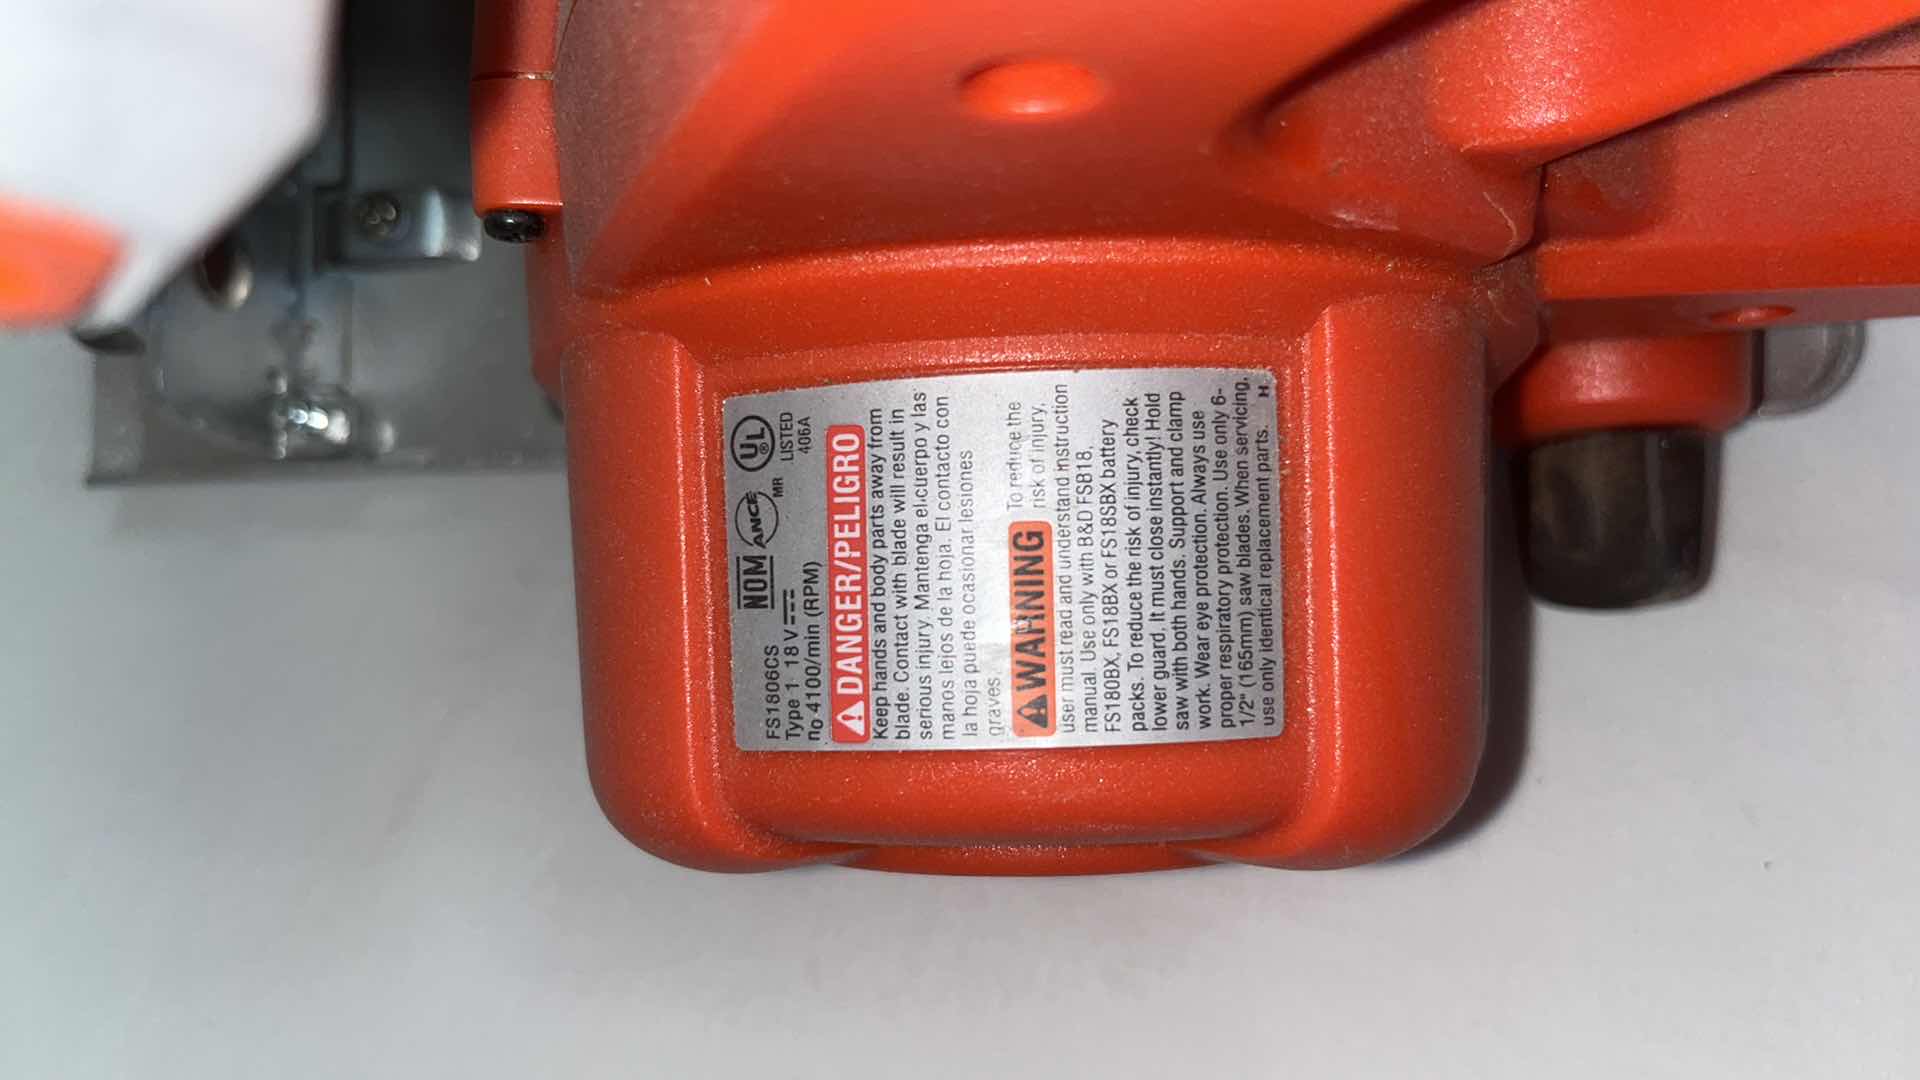 FS1806CS
Type 1 18 V
no 4100/min (RPM)
NOM
ANCE
MR
UL
®
LISTED
406A
DANGER/PELIGRO
Keep hands and body parts away from
blade. Contact with blade will result in
serious injury. Mantenga el cuerpo y las
manos lejos de la hoja. El contacto con
la hoja puede ocasionar lesiones
graves.
WARNING To reduce the
risk of injury,
user must read and understand instruction
manual. Use only with B&D FSB18,
FS180BX, FS18BX or FS18SBX battery
packs. To reduce the risk of injury, check
lower guard. It must close instantly! Hold
saw with both hands. Support and clamp
work. Wear eye protection. Always use
proper respiratory protection. Use only 6-
1/2" (165mm) saw blades. When servicing,
use only identical replacement parts. H